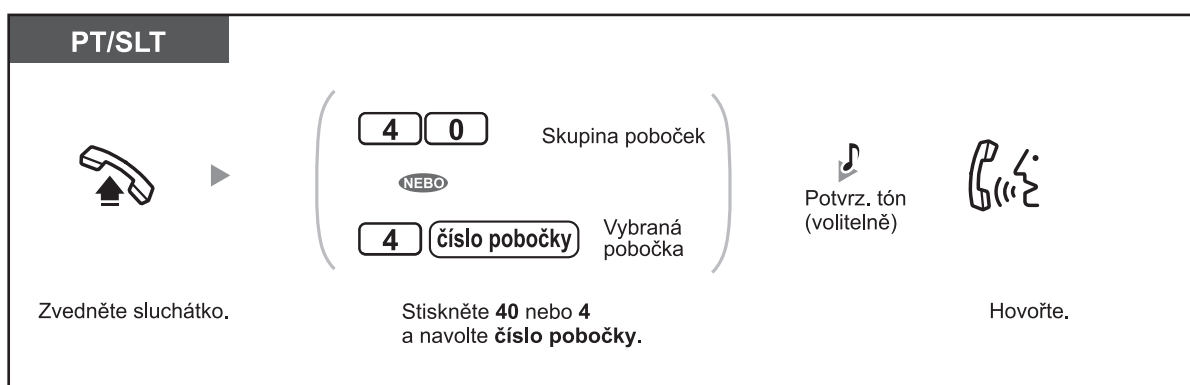 PT/SLT
4 0 Skupina poboček
NEBO
4 číslo pobočky Vybraná
pobočka
Potvrz. tón
(volitelně)
Zvedněte sluchátko.
Stiskněte 40 nebo 4
a navolte číslo pobočky.
Hovořte.